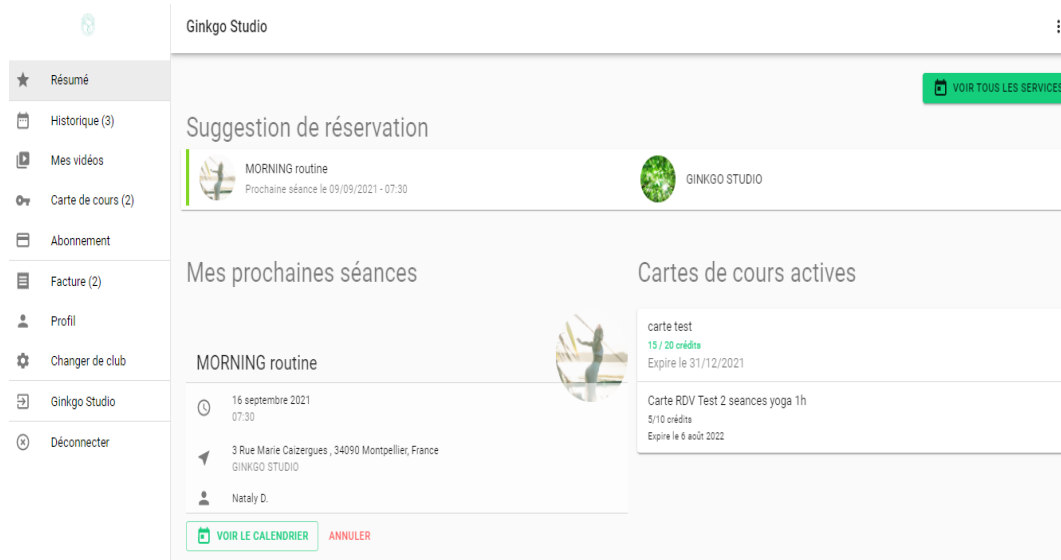 Ginkgo Studio
Résumé
Historique (3)
Mes vidéos
Carte de cours (2)
Abonnement
Facture (2)
Profil
Changer de club
Ginkgo Studio
Déconnecter
VOIR TOUS LES SERVICES
Suggestion de réservation
MORNING routine
Prochaine séance le 09/09/2021 - 07:30
GINKGO STUDIO
Mes prochaines séances
MORNING routine
16 septembre 2021
07:30
3 Rue Marie Caizergues , 34090 Montpellier, France
GINKGO STUDIO
Nataly D.
VOIR LE CALENDRIER
ANNULER
Cartes de cours actives
carte test
15 / 20 crédits
Expire le 31/12/2021
Carte RDV Test 2 seances yoga 1h
5/10 crédits
Expire le 6 août 2022